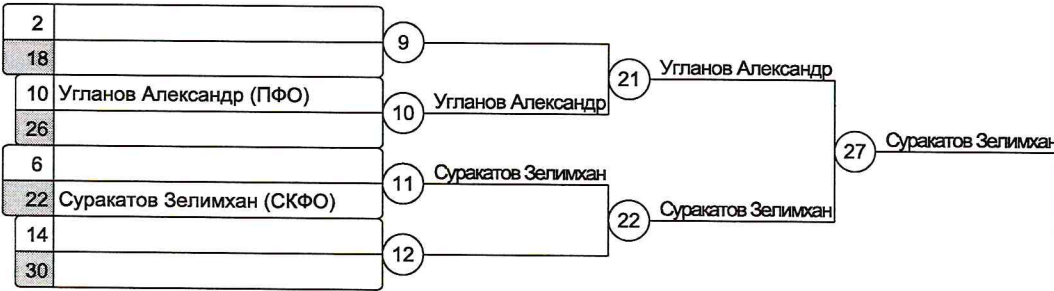 2
9
18
21 Угланов Александр
10 Угланов Александр (ПФО)
10 Угланов Александр
26
27 Суракатов Зелимхан
6
11 Суракатов Зелимхан
22 Суракатов Зелимхан (СКФО)
22 Суракатов Зелимхан
14
12
30